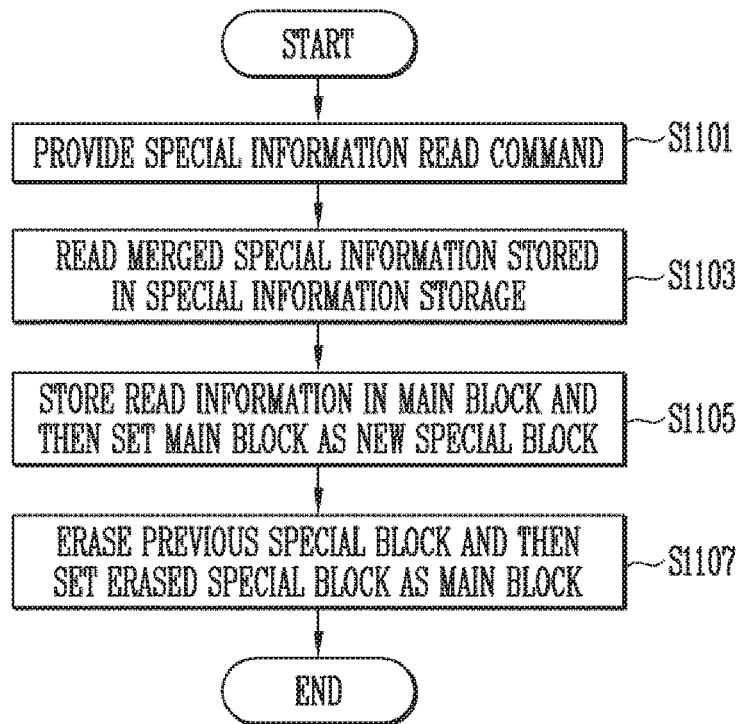 START
PROVIDE SPECIAL INFORMATION READ COMMAND
S1101
READ MERGED SPECIAL INFORMATION STORED
IN SPECIAL INFORMATION STORAGE
S1103
STORE READ INFORMATION IN MAIN BLOCK AND
THEN SET MAIN BLOCK AS NEW SPECIAL BLOCK
S1105
ERASE PREVIOUS SPECIAL BLOCK AND THEN
SET ERASED SPECIAL BLOCK AS MAIN BLOCK
S1107
END